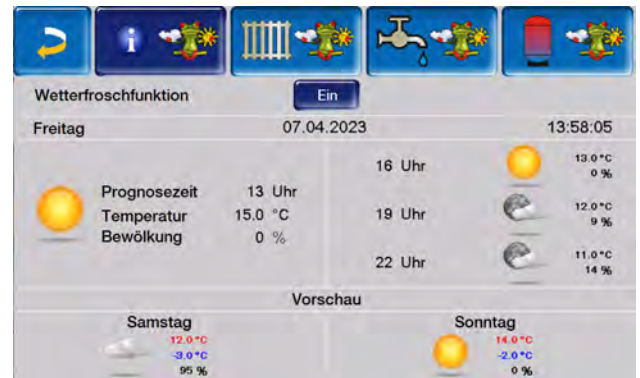 i
Wetterfroschfunktion Ein
Freitag 07.04.2023 13:58:05
16 Uhr 13.0°C
0 %
Prognosezeit 13 Uhr
Temperatur 15.0 °C
Bewölkung 0 %
19 Uhr 12.0°C
9 %
22 Uhr 11.0°C
14 %
Vorschau
Samstag
12.0°C
-3.0°C
95 %
Sonntag
14.0°C
-2.0°C
0 %